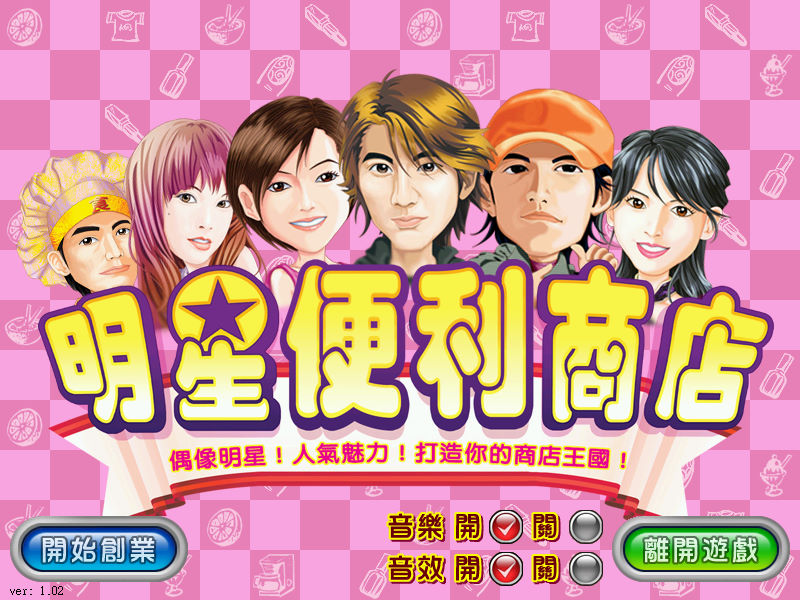 明星便利商店
偶像明星！人氣魅力！打造你的商店王國！
音樂 開 關
音效 開 關
開始創業
離開遊戲
ver: 1.02